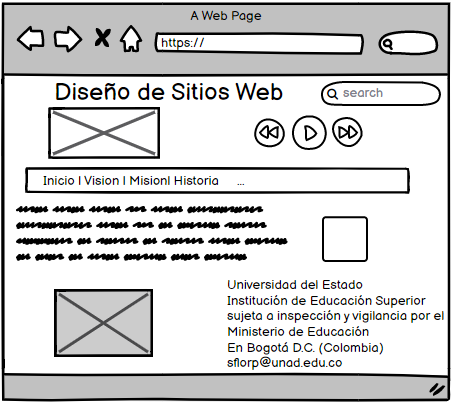 A Web Page
https://
Diseño de Sitios Web
search
Inicio | Vision | Mision| Historia ...
Universidad del Estado
Institución de Educación Superior
sujeta a inspección y vigilancia por el
Ministerio de Educación
En Bogotá D.C. (Colombia)
sflorp@unad.edu.co